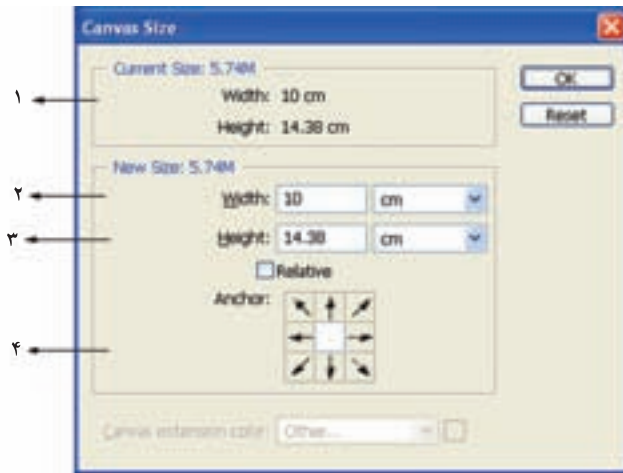 Canvas Size
Current Size: 5.74M
۱
Width: 10 cm
Height: 14.38 cm
OK
Reset
New Size: 5.74M
۲
Width: 10 cm
۳
Height: 14.38 cm
Relative
Anchor:
۴
Canvas extension color: Other...